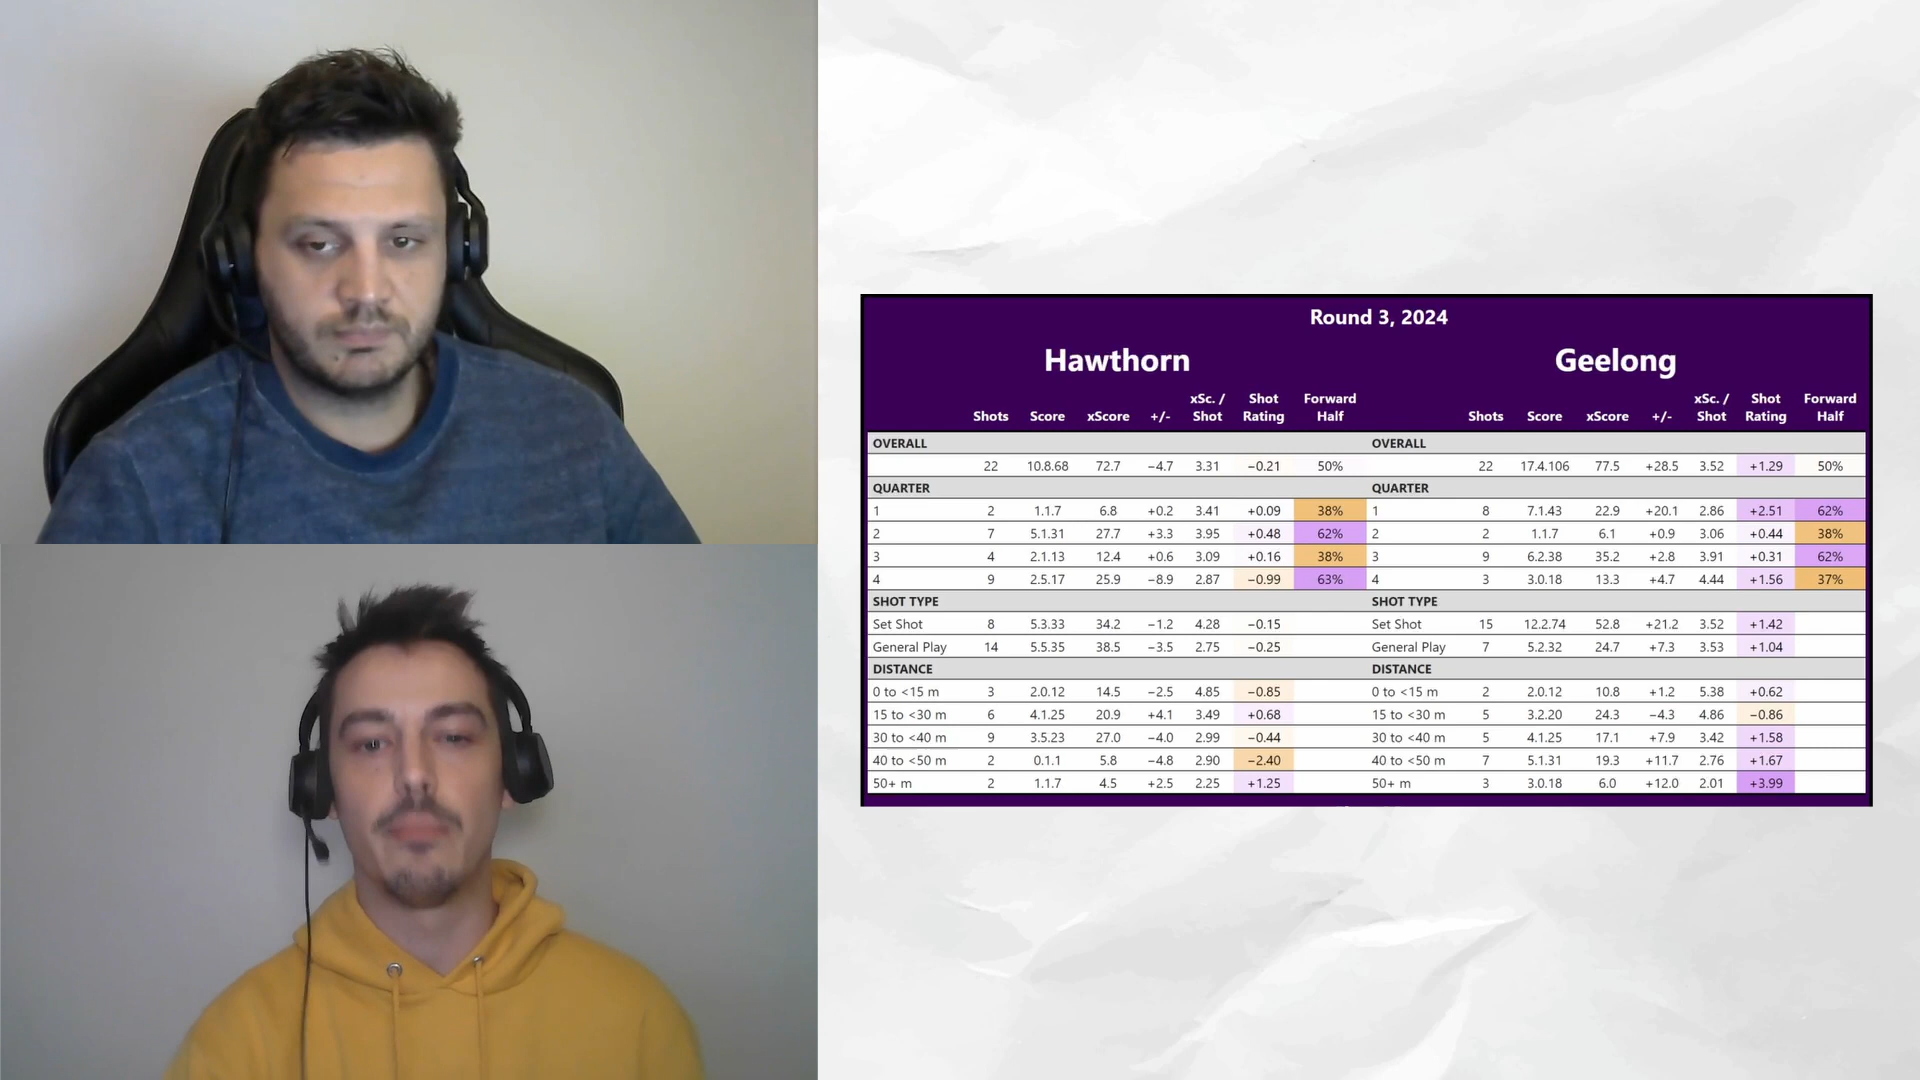 Round 3, 2024
Hawthorn Geelong
Shots Score xScore +/- xSc. / Shot Shot Rating Forward Half Shots Score xScore +/- xSc. / Shot Shot Rating Forward Half
OVERALL OVERALL
22 10.8.68 72.7 −4.7 3.31 −0.21 50% 22 17.4.106 77.5 +28.5 3.52 +1.29 50%
QUARTER QUARTER
1 2 1.1.7 6.8 +0.2 3.41 +0.09 38% 1 8 7.1.43 22.9 +20.1 2.86 +2.51 62%
2 7 5.1.31 27.7 +3.3 3.95 +0.48 62% 2 2 1.1.7 6.1 +0.9 3.06 +0.44 38%
3 4 2.1.13 12.4 +0.6 3.09 +0.16 38% 3 9 6.2.38 35.2 +2.8 3.91 +0.31 62%
4 9 2.5.17 25.9 −8.9 2.87 −0.99 63% 4 3 3.0.18 13.3 +4.7 4.44 +1.56 37%
SHOT TYPE SHOT TYPE
Set Shot 8 5.3.33 34.2 −1.2 4.28 −0.15 Set Shot 15 12.2.74 52.8 +21.2 3.52 +1.42
General Play 14 5.5.35 38.5 −3.5 2.75 −0.25 General Play 7 5.2.32 24.7 +7.3 3.53 +1.04
DISTANCE DISTANCE
0 to <15 m 3 2.0.12 14.5 −2.5 4.85 −0.85 0 to <15 m 2 2.0.12 10.8 +1.2 5.38 +0.62
15 to <30 m 6 4.1.25 20.9 +4.1 3.49 +0.68 15 to <30 m 5 3.2.20 24.3 −4.3 4.86 −0.86
30 to <40 m 9 3.5.23 27.0 −4.0 2.99 −0.44 30 to <40 m 5 4.1.25 17.1 +7.9 3.42 +1.58
40 to <50 m 2 0.1.1 5.8 −4.8 2.90 −2.40 40 to <50 m 7 5.1.31 19.3 +11.7 2.76 +1.67
50+ m 2 1.1.7 4.5 +2.5 2.25 +1.25 50+ m 3 3.0.18 6.0 +12.0 2.01 +3.99